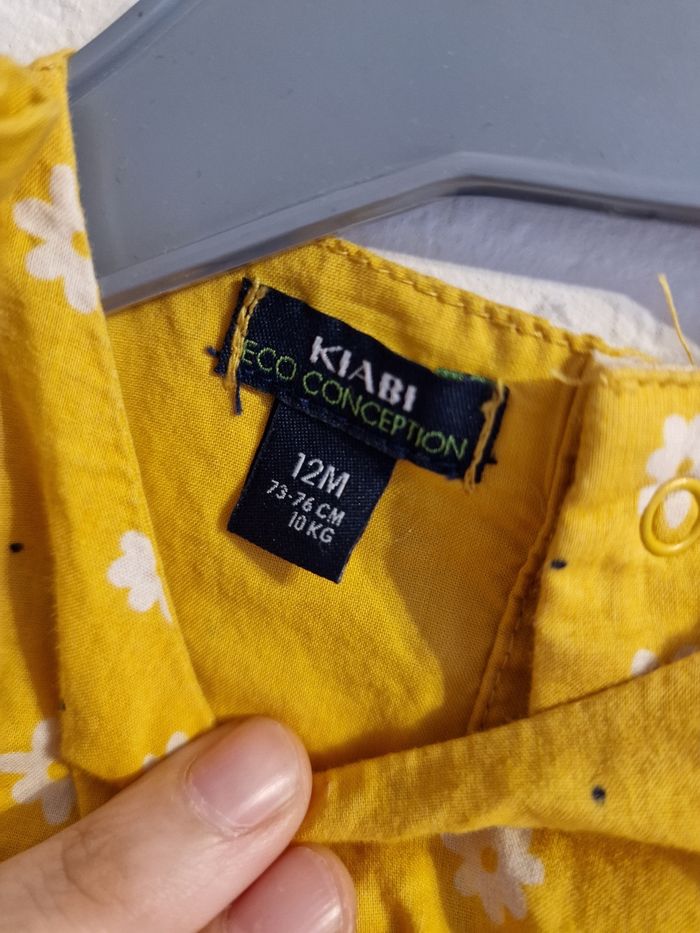 KIABI
ECO CONCEPTION
12M
73-76 CM
10 KG